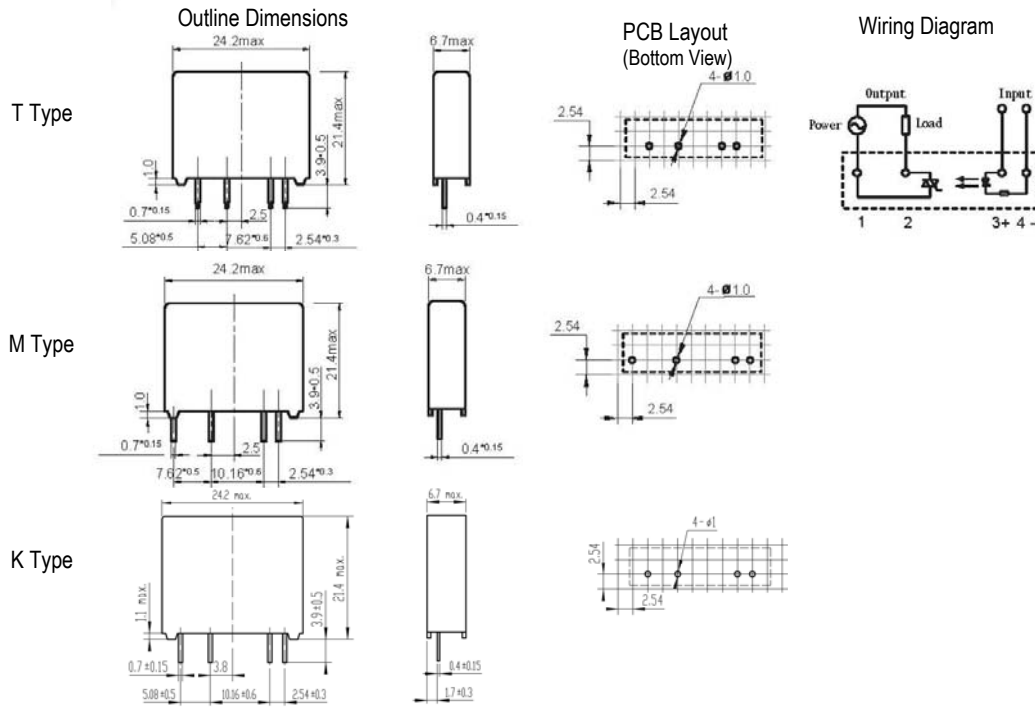 Outline Dimensions
PCB Layout
(Bottom View)
Wiring Diagram
T Type
24.2max
6.7max
21.4max
3.9±0.5
1.0
0.7±0.15
2.5
5.08±0.5
7.62±0.6
2.54±0.3
0.4±0.15
4-Ø1.0
2.54
2.54
Output
Input
Power
Load
1
2
3+
4 -
M Type
24.2max
6.7max
21.4max
3.9±0.5
1.0
0.7±0.15
2.5
7.62±0.5
10.16±0.6
2.54±0.3
0.4±0.15
4-Ø1.0
2.54
2.54
K Type
24.2 max.
6.7 max.
21.4 max.
3.9±0.5
1.1 max.
0.7±0.15
3.8
5.08±0.5
10.16±0.6
2.54±0.3
0.4±0.15
1.7±0.3
4-ø1
2.54
2.54